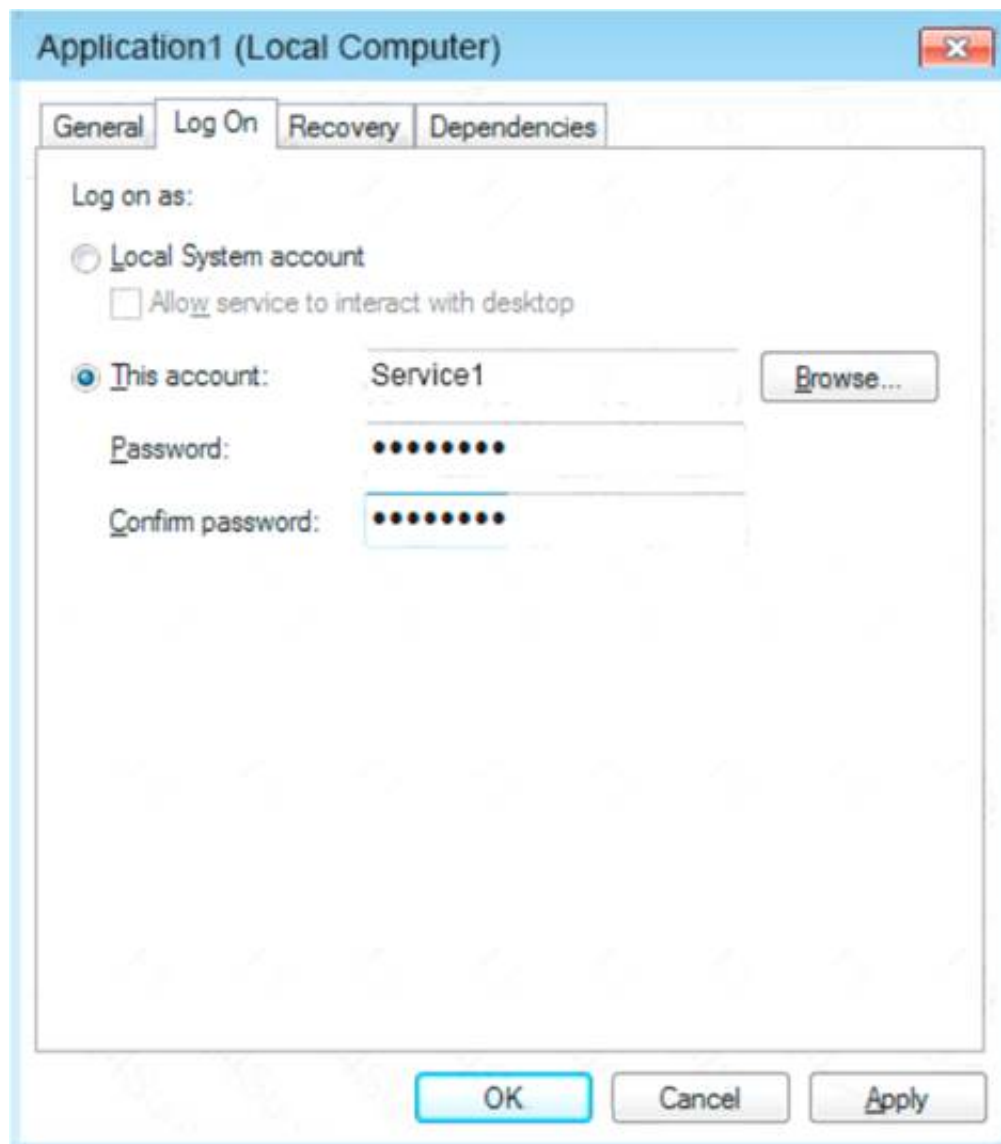 Application1 (Local Computer)
General Log On Recovery Dependencies
Log on as:
Local System account
Allow service to interact with desktop
This account: Service1 Browse...
Password: ••••••••
Confirm password: ••••••••
OK Cancel Apply